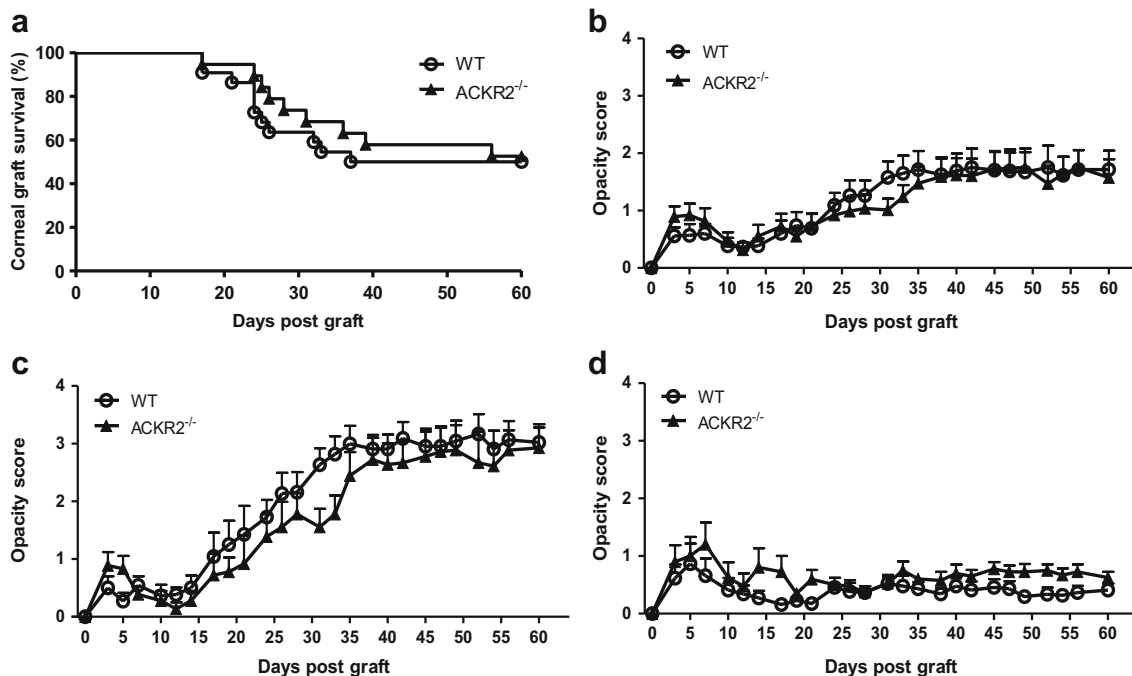 a
Corneal graft survival (%)
100
80
60
40
20
0
0 10 20 30 40 50 60
Days post graft
WT
ACKR2-/-
b
Opacity score
4
3
2
1
0
0 5 10 15 20 25 30 35 40 45 50 55 60
Days post graft
WT
ACKR2-/-
c
Opacity score
4
3
2
1
0
0 5 10 15 20 25 30 35 40 45 50 55 60
Days post graft
WT
ACKR2-/-
d
Opacity score
4
3
2
1
0
0 5 10 15 20 25 30 35 40 45 50 55 60
Days post graft
WT
ACKR2-/-